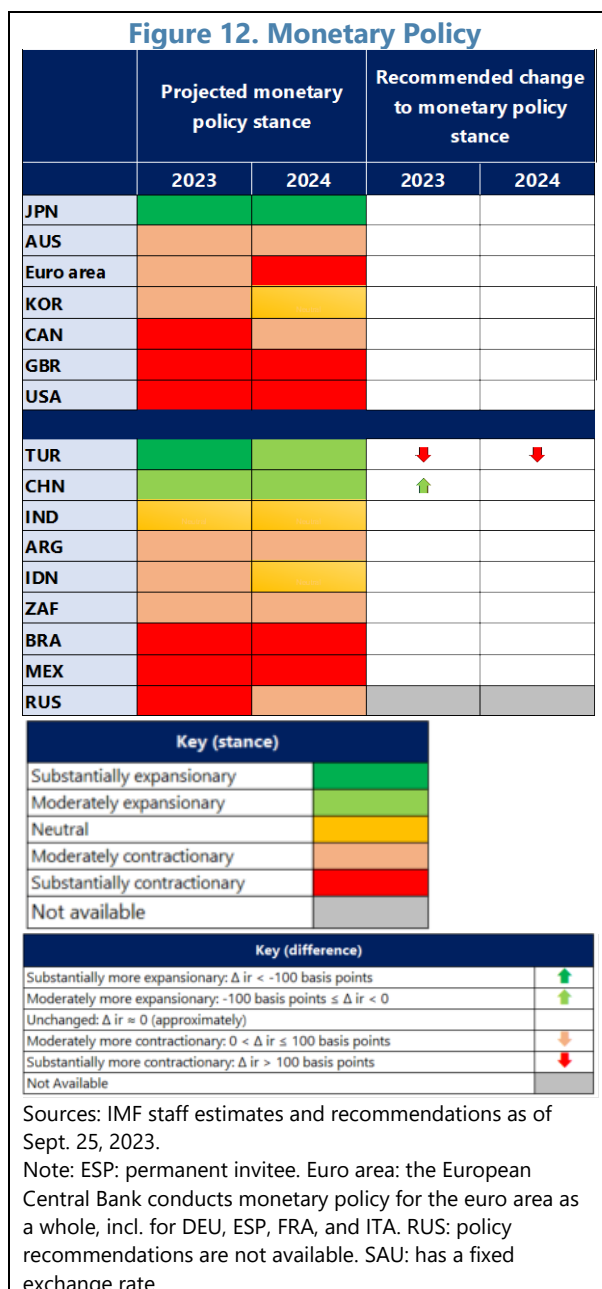 Figure 12. Monetary Policy
Projected monetary policy stance
Recommended change to monetary policy stance
2023 2024 2023 2024
JPN
AUS
Euro area
KOR
CAN
GBR
USA
TUR
CHN
IND
ARG
IDN
ZAF
BRA
MEX
RUS
Key (stance)
Substantially expansionary
Moderately expansionary
Neutral
Moderately contractionary
Substantially contractionary
Not available
Key (difference)
Substantially more expansionary: Δ ir < -100 basis points
Moderately more expansionary: -100 basis points ≤ Δ ir < 0
Unchanged: Δ ir ≈ 0 (approximately)
Moderately more contractionary: 0 < Δ ir ≤ 100 basis points
Substantially more contractionary: Δ ir > 100 basis points
Not Available
Sources: IMF staff estimates and recommendations as of
Sept. 25, 2023.
Note: ESP: permanent invitee. Euro area: the European
Central Bank conducts monetary policy for the euro area as
a whole, incl. for DEU, ESP, FRA, and ITA. RUS: policy
recommendations are not available. SAU: has a fixed
exchange rate